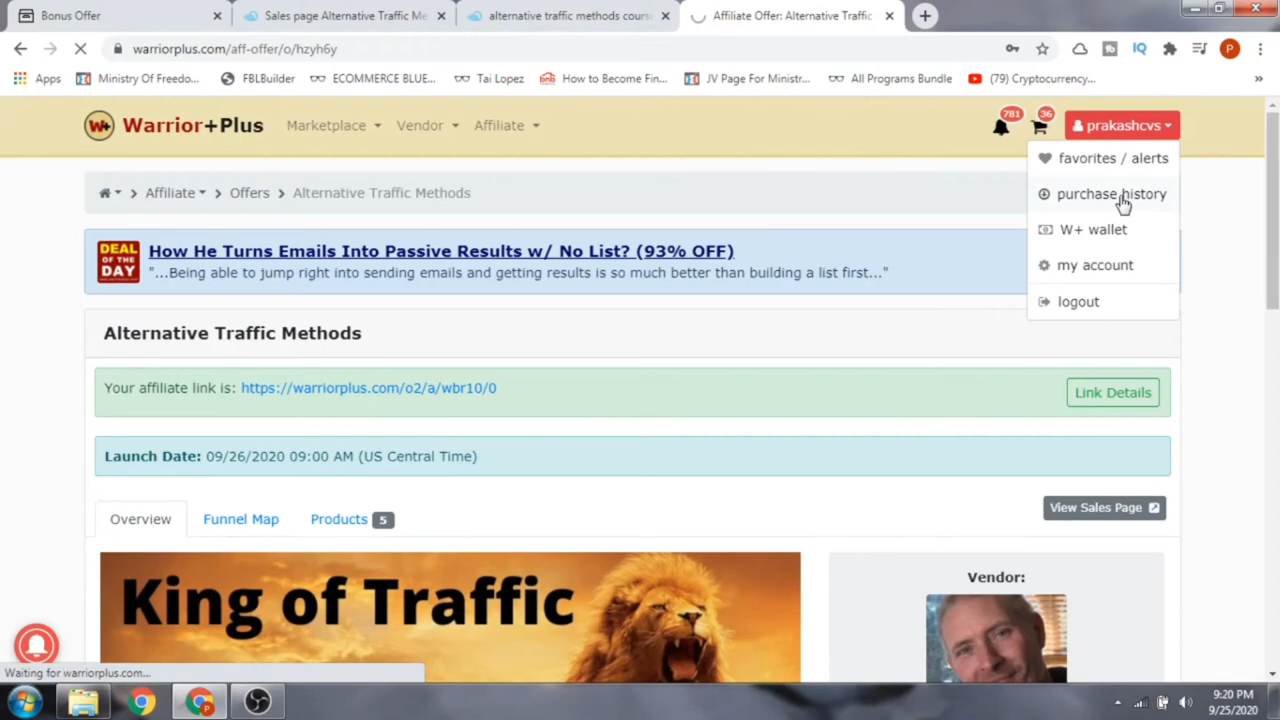 Bonus Offer
Sales page Alternative Traffic Me
alternative traffic methods cours
Affiliate Offer: Alternative Traffic
warriorplus.com/aff-offer/o/hzyh6y
IQ
P
Apps
Ministry Of Freedo...
FBLBuilder
ECOMMERCE BLUE...
Tai Lopez
How to Become Fin...
JV Page For Ministr...
All Programs Bundle
(79) Cryptocurrency...
»
W+ Warrior+Plus
Marketplace
Vendor
Affiliate
781
36
prakashcvs
favorites / alerts
purchase history
W+ wallet
my account
logout
Affiliate
Offers
Alternative Traffic Methods
DEAL OF THE DAY
How He Turns Emails Into Passive Results w/ No List? (93% OFF)
"...Being able to jump right into sending emails and getting results is so much better than building a list first..."
Alternative Traffic Methods
Your affiliate link is: https://warriorplus.com/o2/a/wbr10/0
Link Details
Launch Date: 09/26/2020 09:00 AM (US Central Time)
Overview
Funnel Map
Products 5
View Sales Page
King of Traffic
Vendor:
Waiting for warriorplus.com...
9:20 PM
9/25/2020